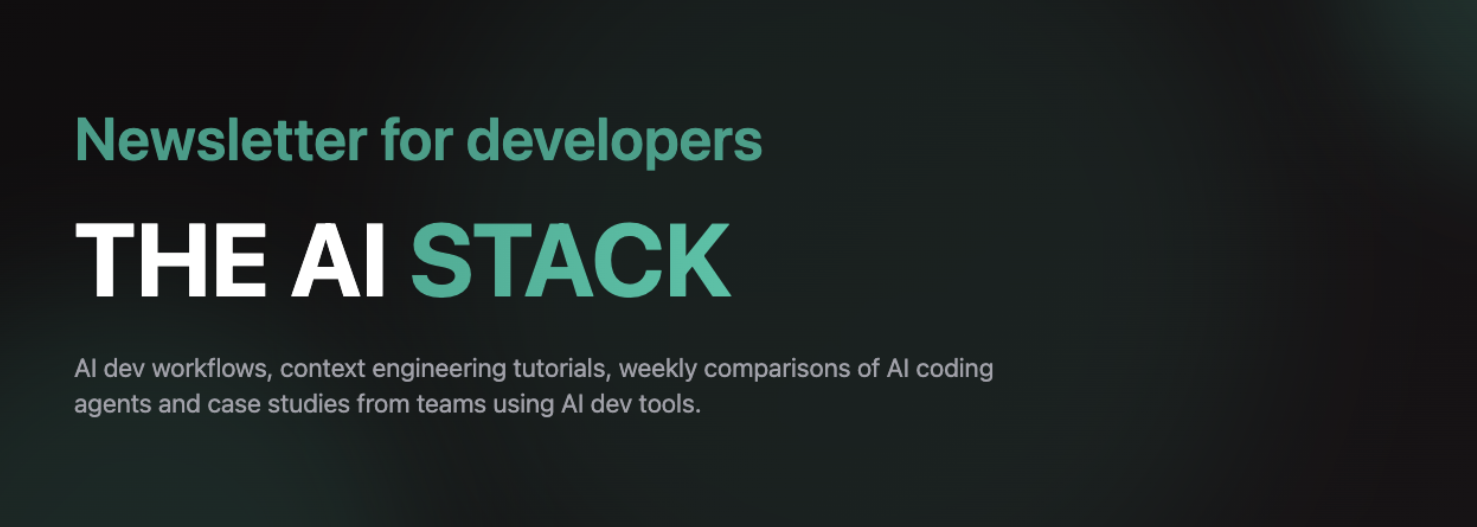 Newsletter for developers
THE AI STACK
AI dev workflows, context engineering tutorials, weekly comparisons of AI coding
agents and case studies from teams using AI dev tools.